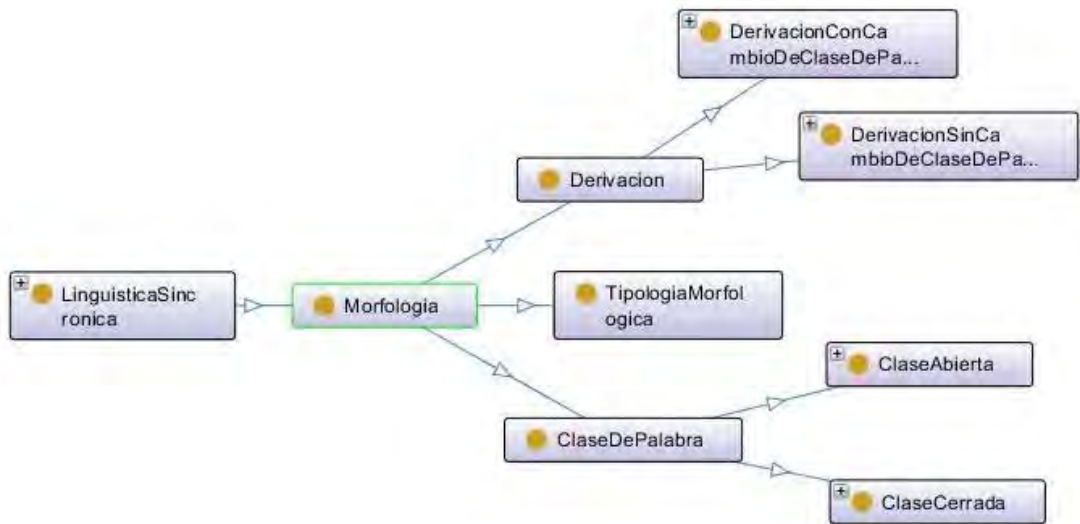 DerivacionConCa
mbioDeClaseDePa...
DerivacionSinCa
mbioDeClaseDePa...
Derivacion
LinguisticaSinc
ronica
Morfologia
TipologiaMorfol
ogica
ClaseAbierta
ClaseDePalabra
ClaseCerrada